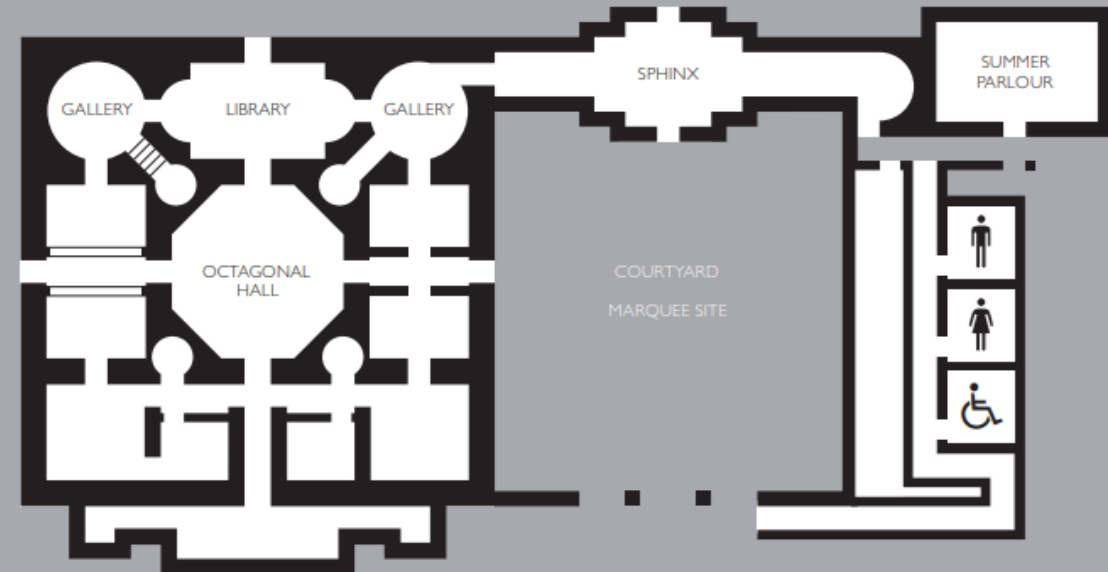 GALLERY
LIBRARY
GALLERY
SPHINX
SUMMER
PARLOUR
OCTAGONAL
HALL
COURTYARD
MARQUEE SITE